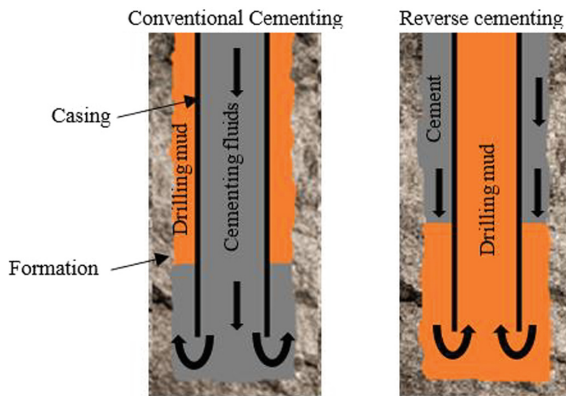 Conventional Cementing
Reverse cementing
Casing
Drilling mud
Cementing fluids
Formation
Cement
Drilling mud